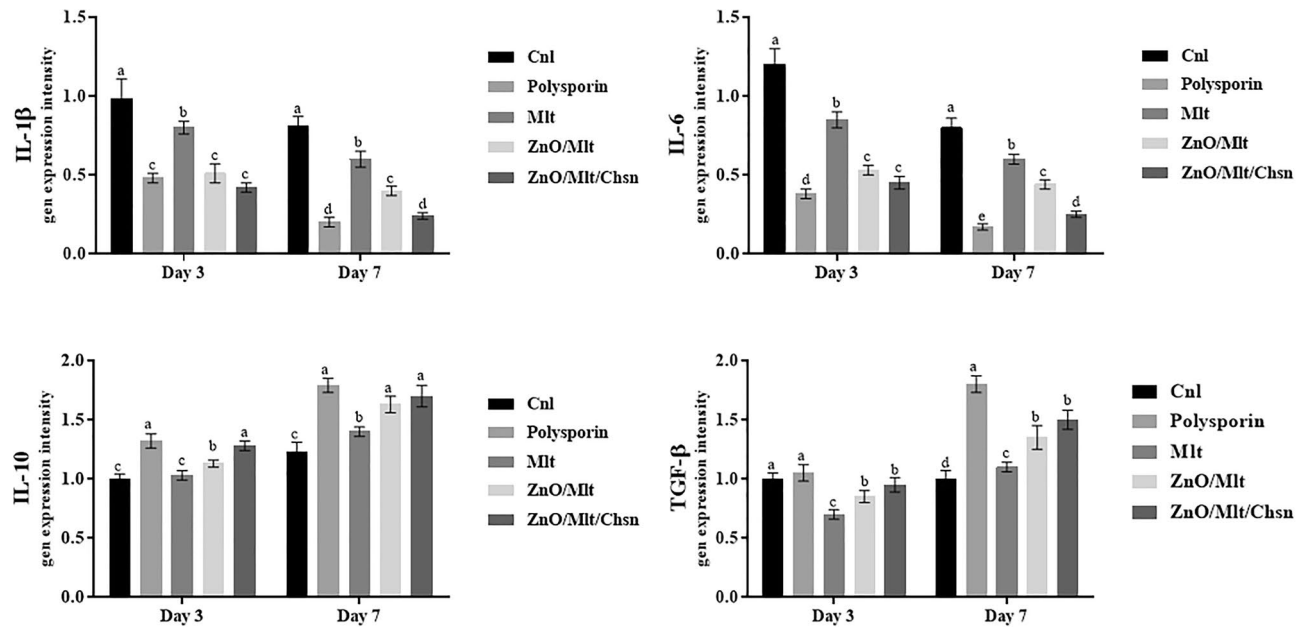 IL-1β
gen expression intensity
1.5
1.0
0.5
0.0
a
c
b
c
c
a
d
b
c
d
Day 3
Day 7
Cnl
Polysporin
Mlt
ZnO/Mlt
ZnO/Mlt/Chsn
IL-6
gen expression intensity
1.5
1.0
0.5
0.0
a
d
b
c
c
a
e
b
c
d
Day 3
Day 7
Cnl
Polysporin
Mlt
ZnO/Mlt
ZnO/Mlt/Chsn
IL-10
gen expression intensity
2.0
1.5
1.0
0.5
0.0
c
a
c
b
a
c
a
b
a
a
Day 3
Day 7
Cnl
Polysporin
Mlt
ZnO/Mlt
ZnO/Mlt/Chsn
TGF-β
gen expression intensity
2.0
1.5
1.0
0.5
0.0
a
a
c
b
b
d
a
c
b
b
Day 3
Day 7
Cnl
Polysporin
Mlt
ZnO/Mlt
ZnO/Mlt/Chsn